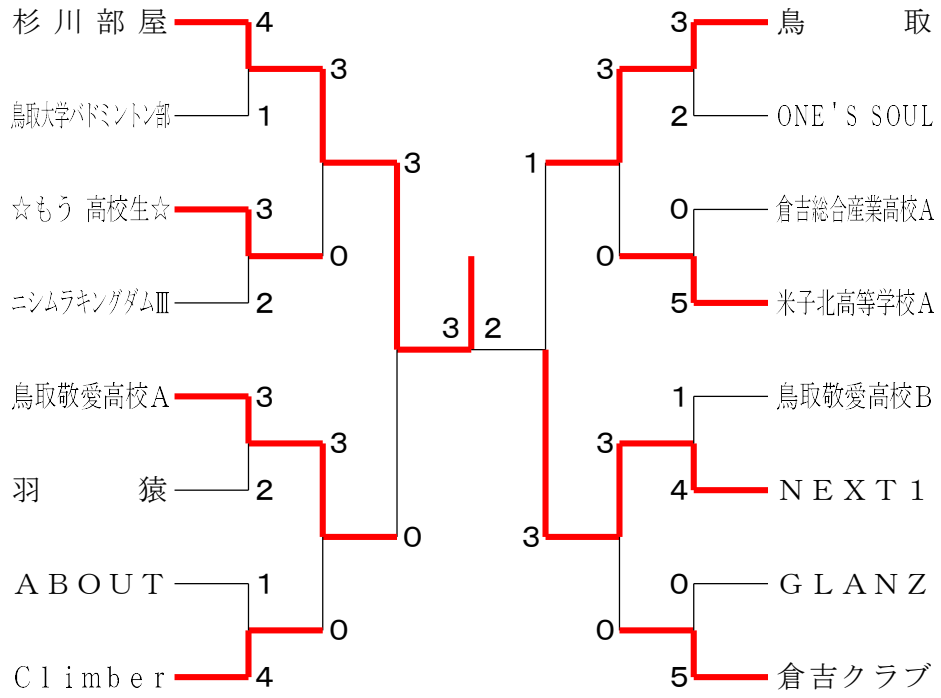 杉川部屋
4
3
鳥取大学バドミントン部
1
3
☆もう 高校生☆
3
0
ニシムラキングダムⅢ
2
鳥取敬愛高校A
3
3
羽猿
2
0
ABOUT
1
0
Climber
4
3 2
3
鳥取
3
2
ONE'S SOUL
1
0
倉吉総合産業高校A
0
5
米子北高等学校A
1
鳥取敬愛高校B
3
4
NEXT1
3
0
GLANZ
0
5
倉吉クラブ